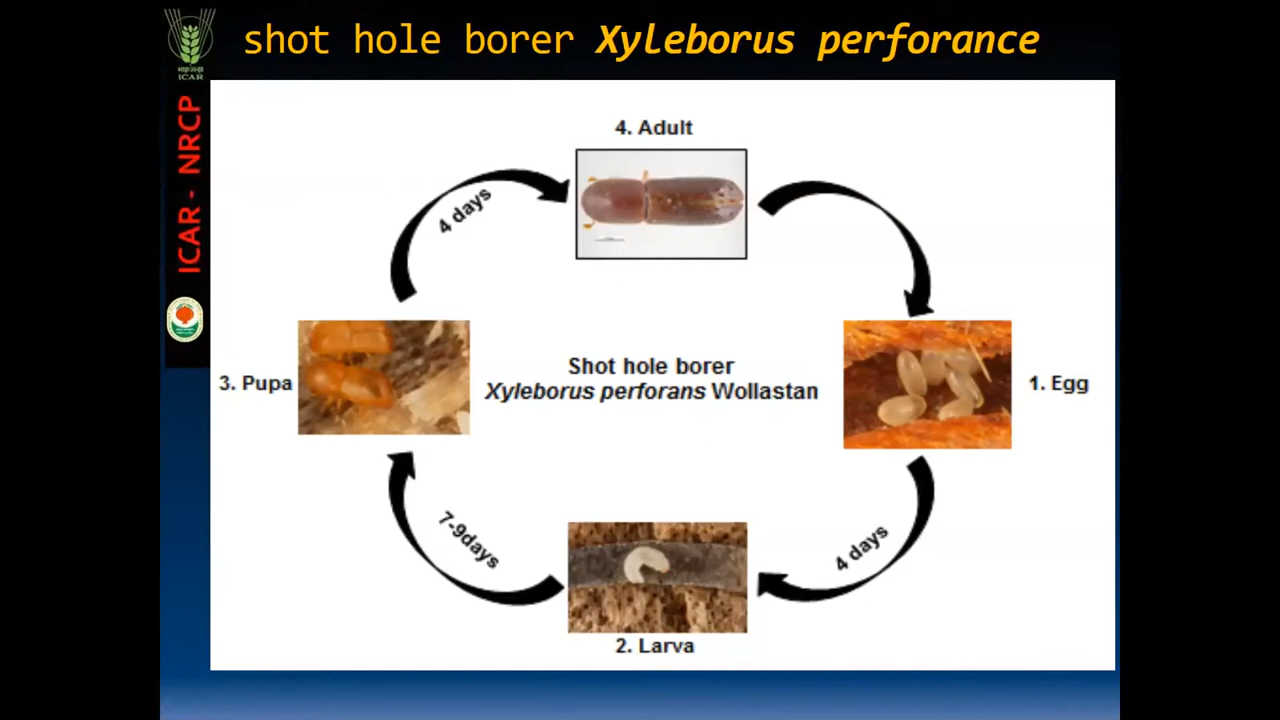 shot hole borer Xyleborus perforance
ICAR
ICAR - NRCP
4. Adult
4 days
3. Pupa
Shot hole borer
Xyleborus perforans Wollastan
1. Egg
7-9days
4 days
2. Larva